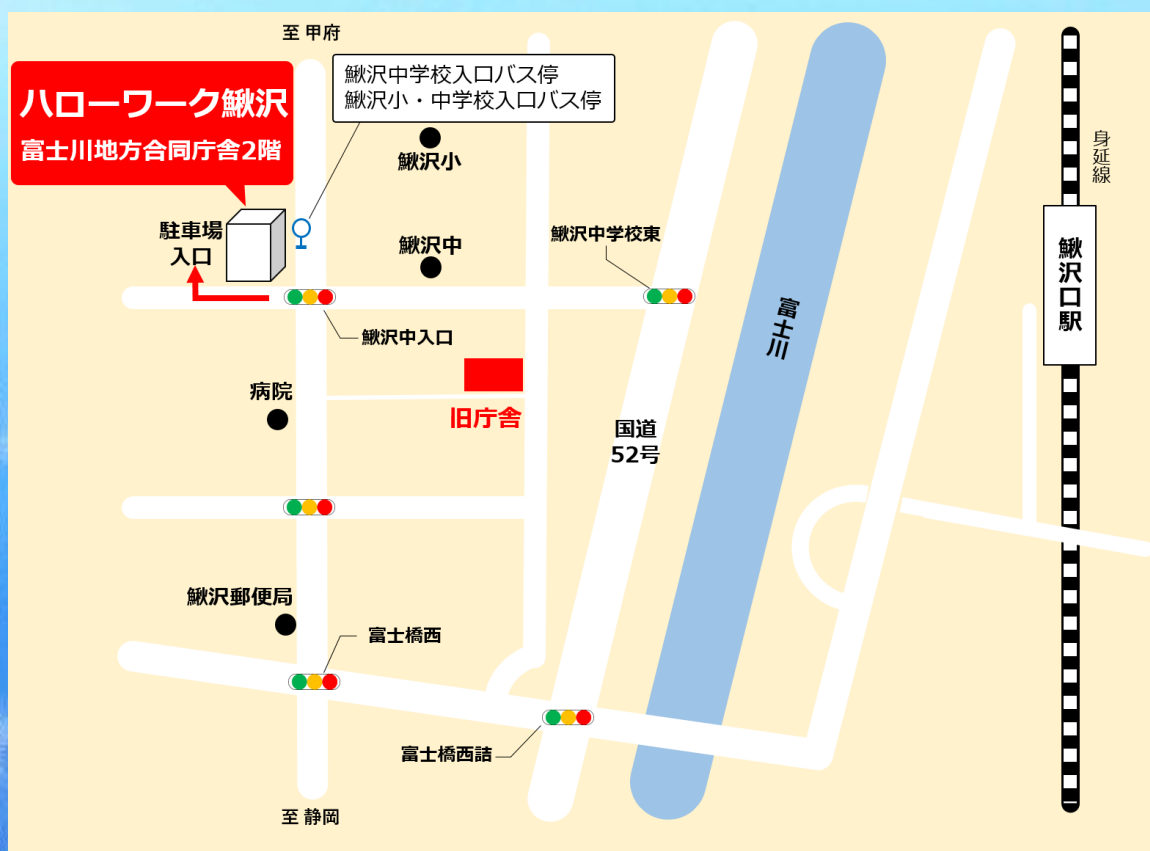 至 甲府
ハローワーク鰍沢
富士川地方合同庁舎2階
鰍沢中学校入口バス停
鰍沢小・中学校入口バス停
鰍沢小
身延線
駐車場
入口
鰍沢中
鰍沢中学校東
鰍沢口駅
富士川
鰍沢中入口
病院
旧庁舎
国道
52号
鰍沢郵便局
富士橋西
富士橋西詰
至 静岡